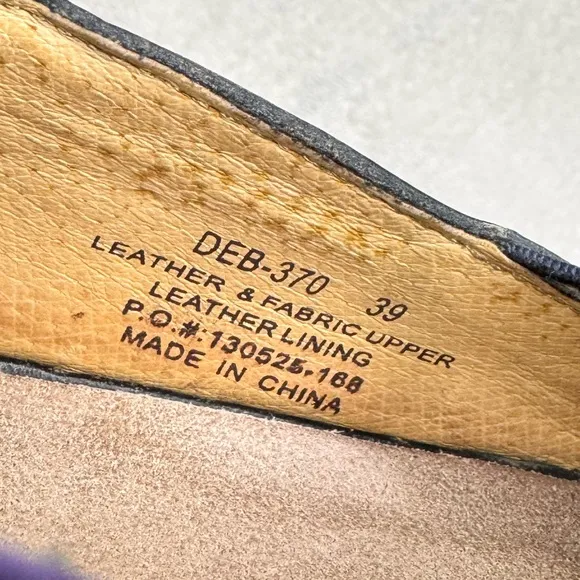 DEB-370 39
LEATHER & FABRIC UPPER
LEATHER LINING
P.O.#:130525-168
MADE IN CHINA